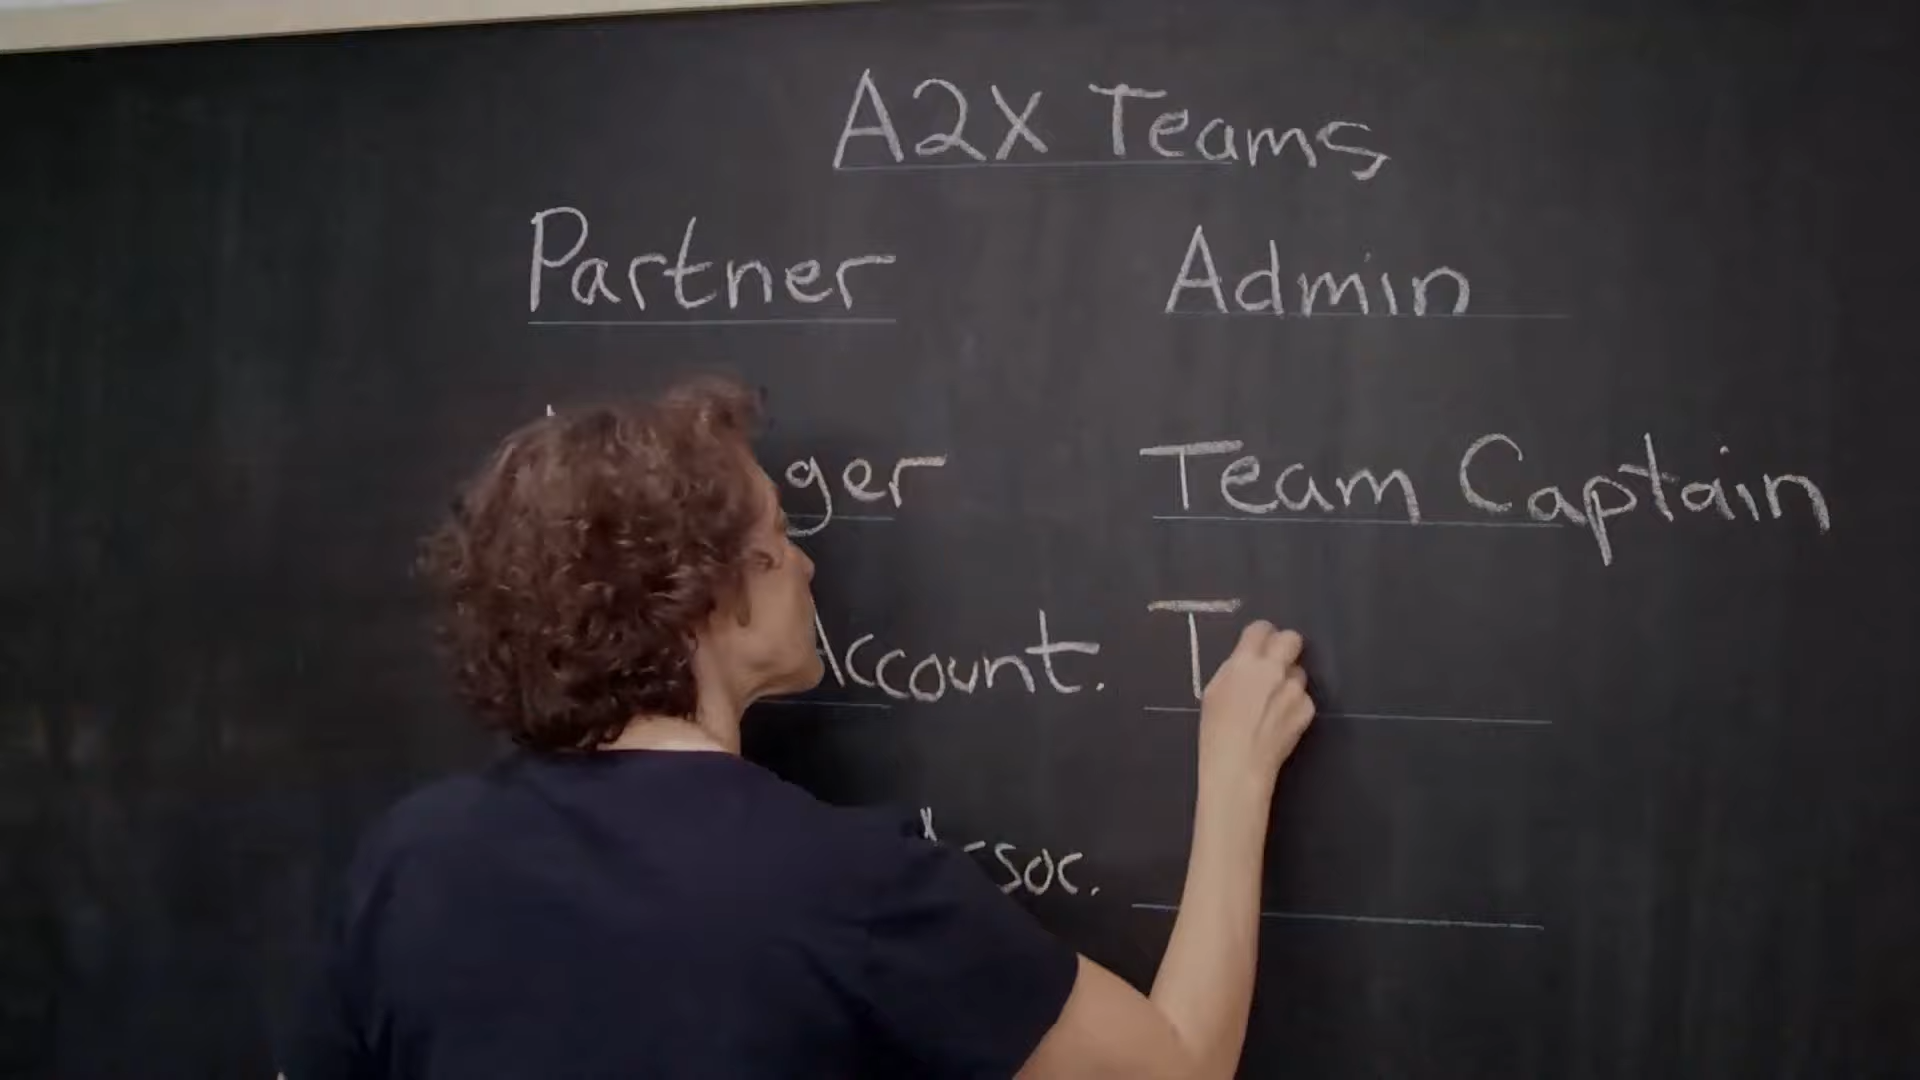 A2X Teams
Partner Admin
ger Team Captain
Account. T
soc.